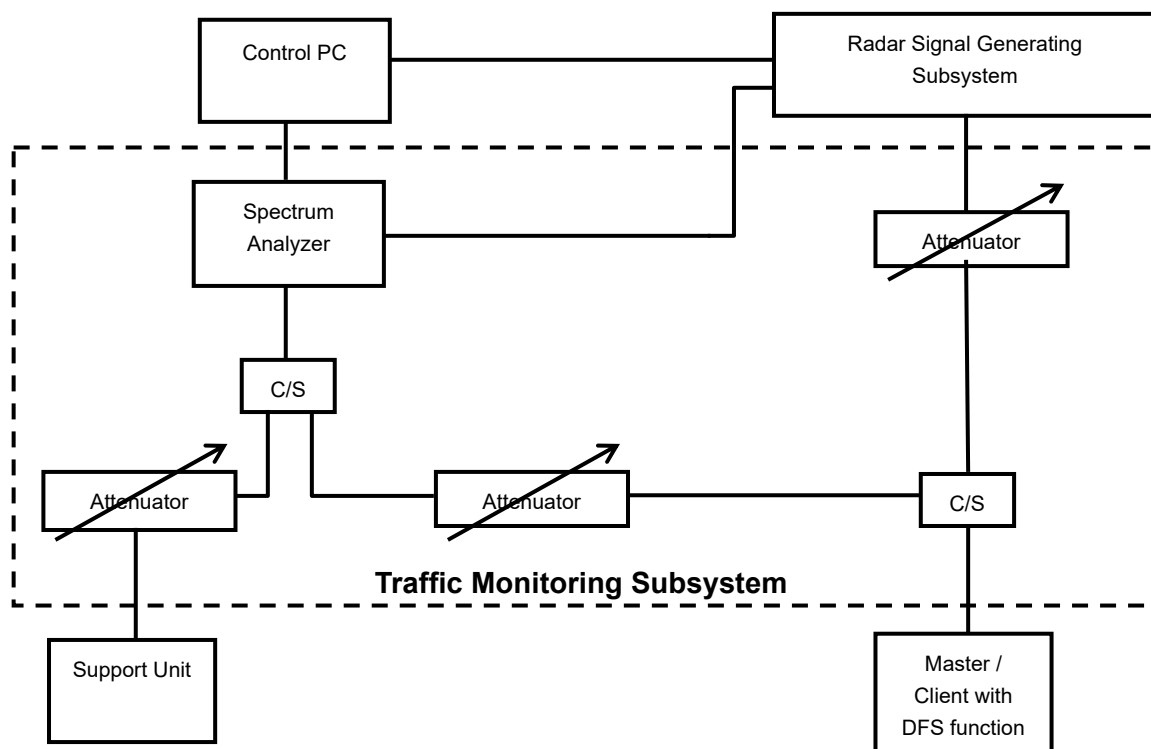 Control PC
Radar Signal Generating
Subsystem
Spectrum
Analyzer
Attenuator
C/S
Attenuator
Attenuator
C/S
Traffic Monitoring Subsystem
Support Unit
Master /
Client with
DFS function